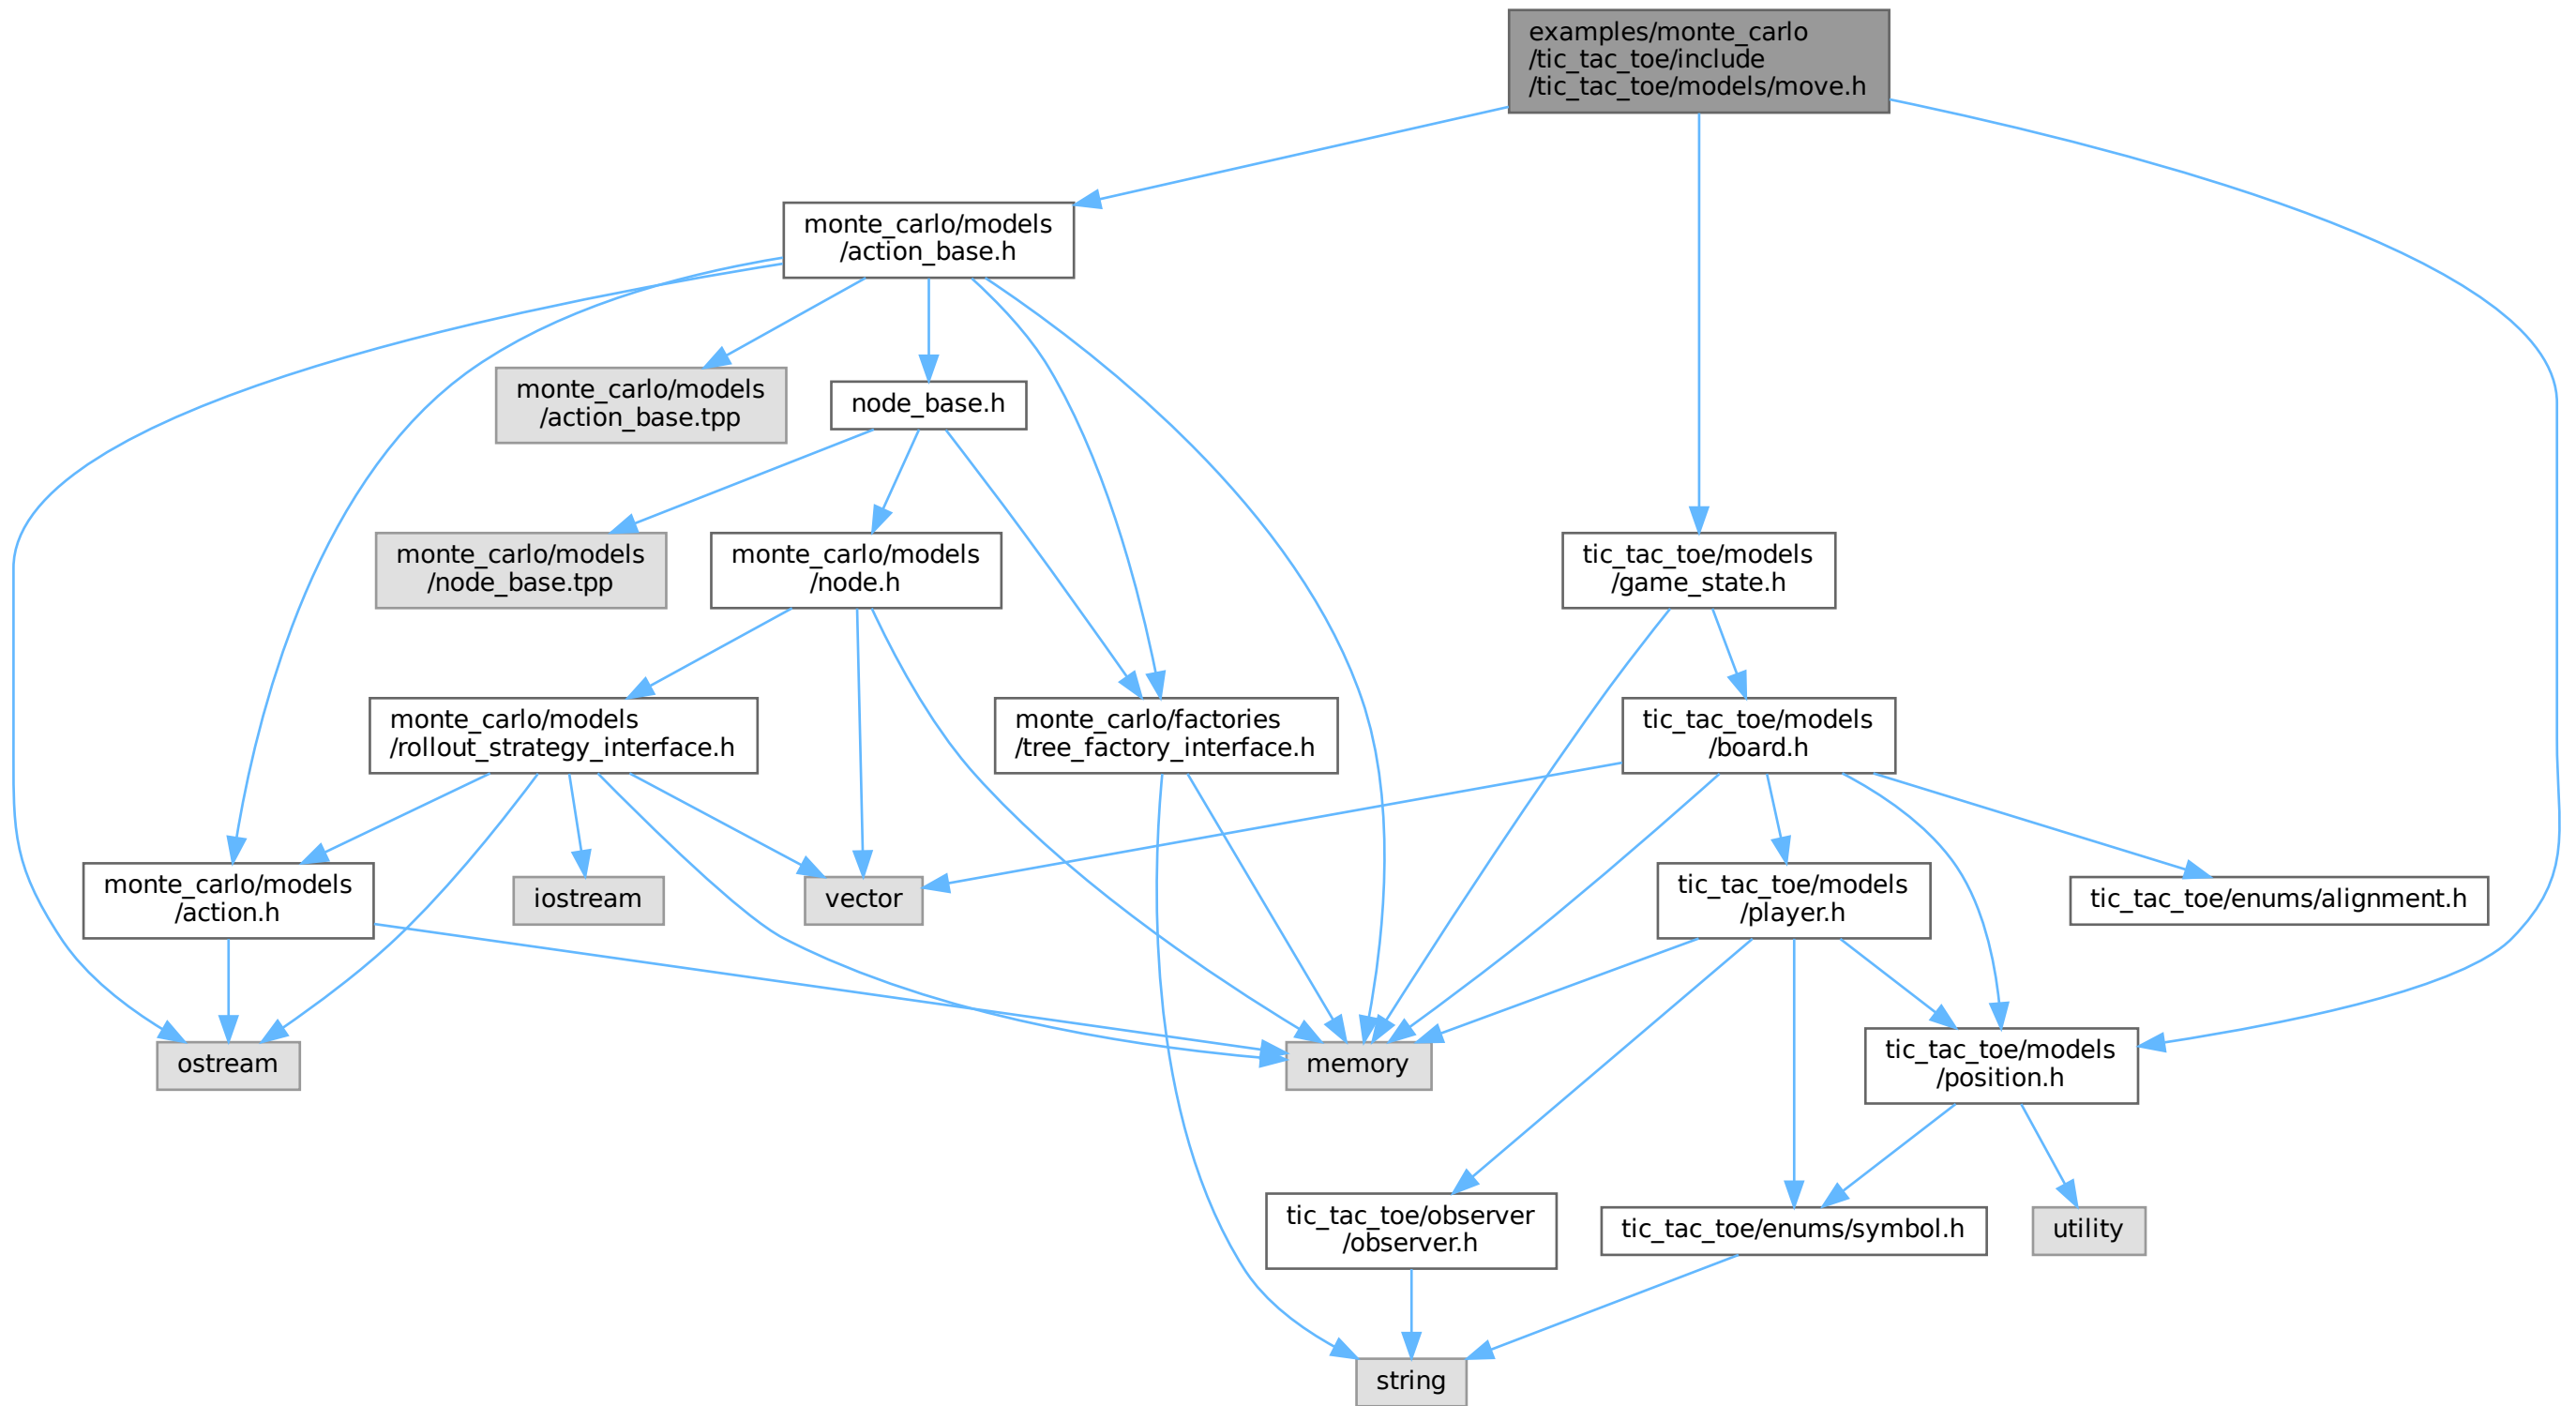 examples/monte_carlo
/tic_tac_toe/include
/tic_tac_toe/models/move.h
monte_carlo/models
/action_base.h
monte_carlo/models
/action_base.tpp
node_base.h
monte_carlo/models
/node_base.tpp
monte_carlo/models
/node.h
tic_tac_toe/models
/game_state.h
monte_carlo/models
/rollout_strategy_interface.h
monte_carlo/factories
/tree_factory_interface.h
tic_tac_toe/models
/board.h
monte_carlo/models
/action.h
iostream
vector
tic_tac_toe/models
/player.h
tic_tac_toe/enums/alignment.h
ostream
memory
tic_tac_toe/models
/position.h
tic_tac_toe/observer
/observer.h
tic_tac_toe/enums/symbol.h
utility
string